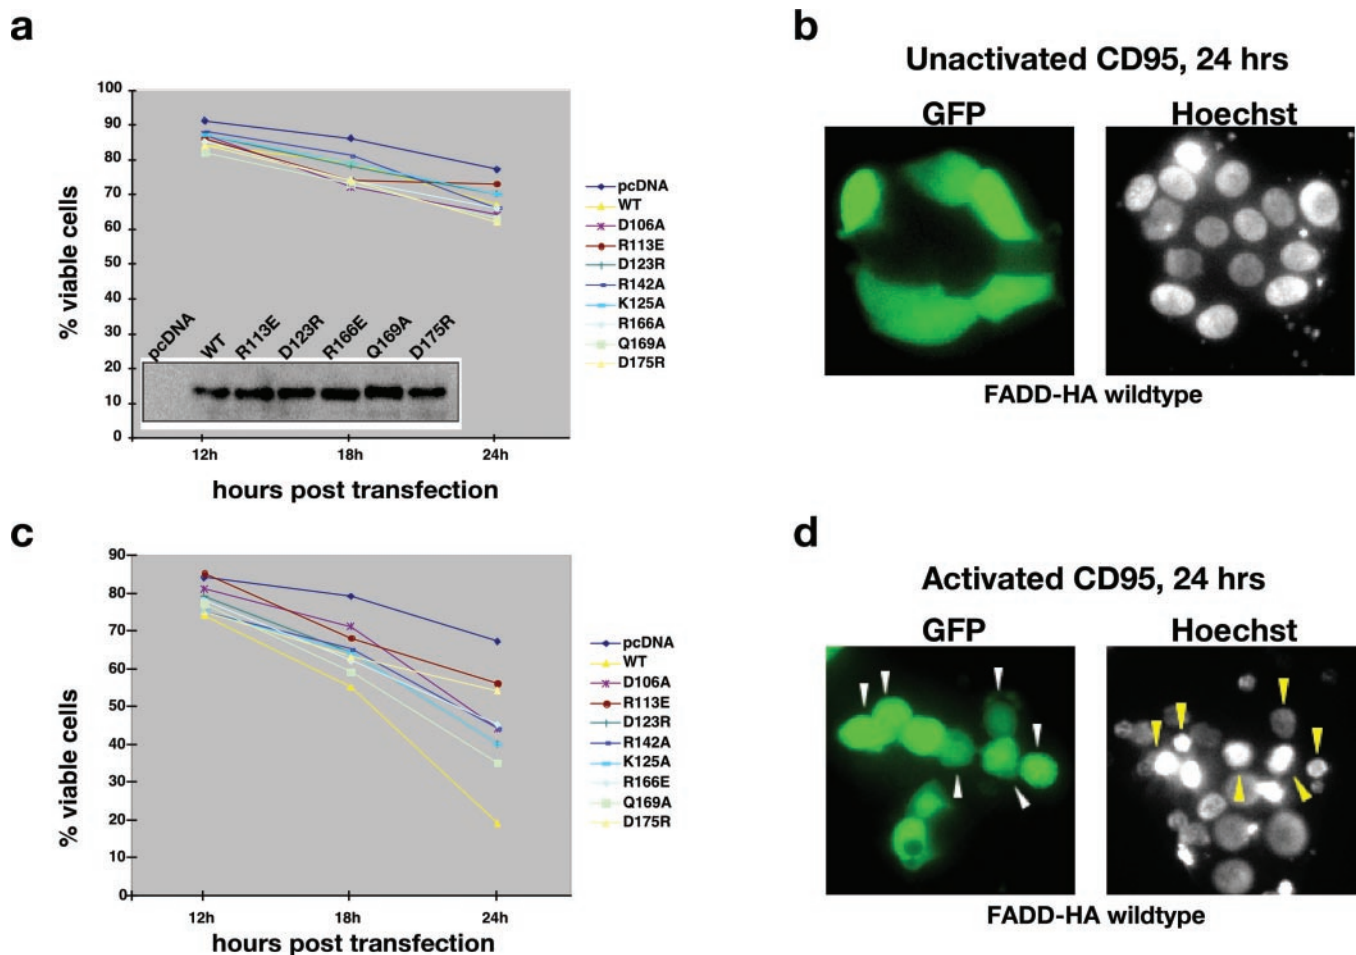 a
100
90
80
70
60
50
40
30
20
10
0
% viable cells
pcDNA
WT
R113E
D123R
R166E
Q169A
D175R
12h
18h
24h
hours post transfection
pcDNA
WT
D106A
R113E
D123R
R142A
K125A
R166A
Q169A
D175R
b
Unactivated CD95, 24 hrs
GFP
Hoechst
FADD-HA wildtype
c
90
80
70
60
50
40
30
20
10
0
% viable cells
12h
18h
24h
hours post transfection
pcDNA
WT
D106A
R113E
D123R
R142A
K125A
R166E
Q169A
D175R
d
Activated CD95, 24 hrs
GFP
Hoechst
FADD-HA wildtype